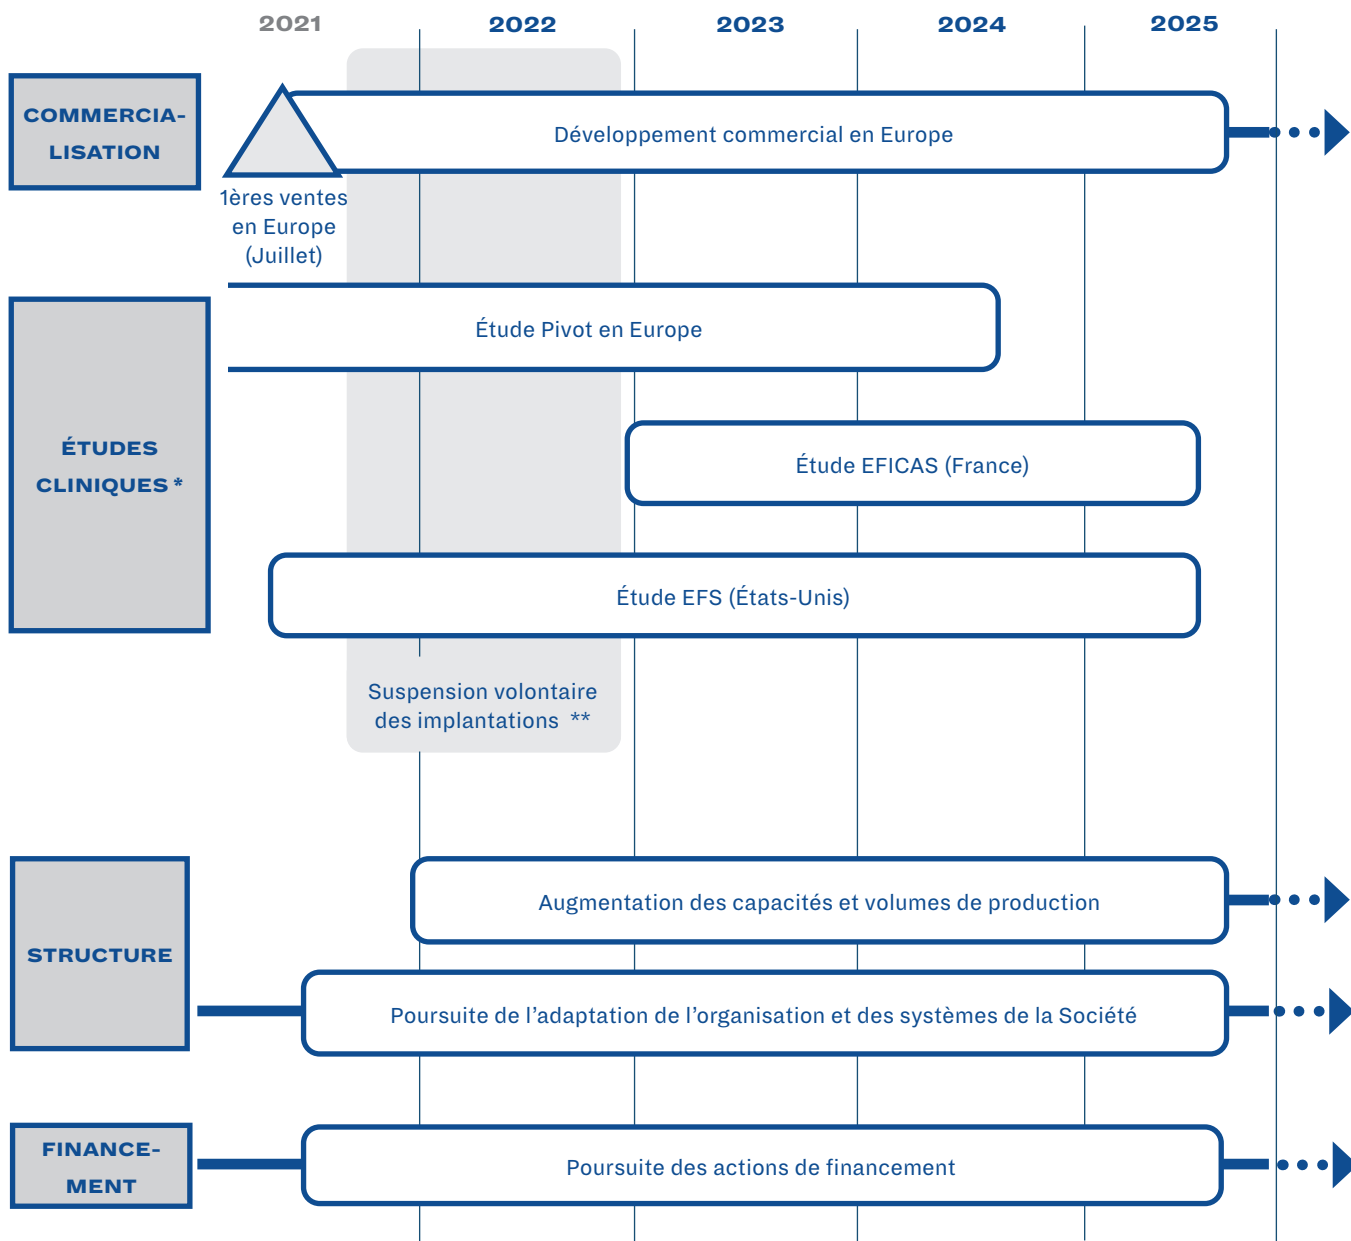 2021 2022 2023 2024 2025
COMMERCIA-
LISATION
Développement commercial en Europe
1ères ventes
en Europe
(Juillet)
ÉTUDES
CLINIQUES *
Étude Pivot en Europe
Étude EFICAS (France)
Étude EFS (États-Unis)
Suspension volontaire
des implantations **
STRUCTURE
Augmentation des capacités et volumes de production
Poursuite de l’adaptation de l’organisation et des systèmes de la Société
FINANCE-
MENT
Poursuite des actions de financement